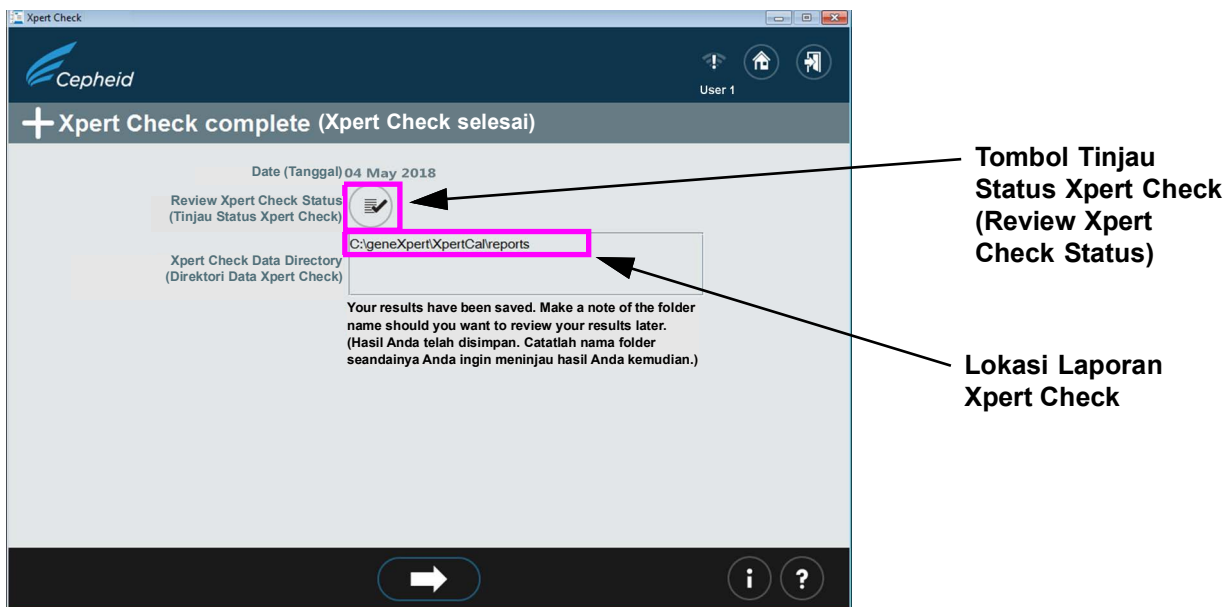 Xpert Check
Cepheid
User 1
Xpert Check complete (Xpert Check selesai)
Date (Tanggal) 04 May 2018
Review Xpert Check Status
(Tinjau Status Xpert Check)
C:\geneXpert\XpertCal\reports
Xpert Check Data Directory
(Direktori Data Xpert Check)
Your results have been saved. Make a note of the folder
name should you want to review your results later.
(Hasil Anda telah disimpan. Catatlah nama folder
seandainya Anda ingin meninjau hasil Anda kemudian.)
Tombol Tinjau
Status Xpert Check
(Review Xpert
Check Status)
Lokasi Laporan
Xpert Check
i ?